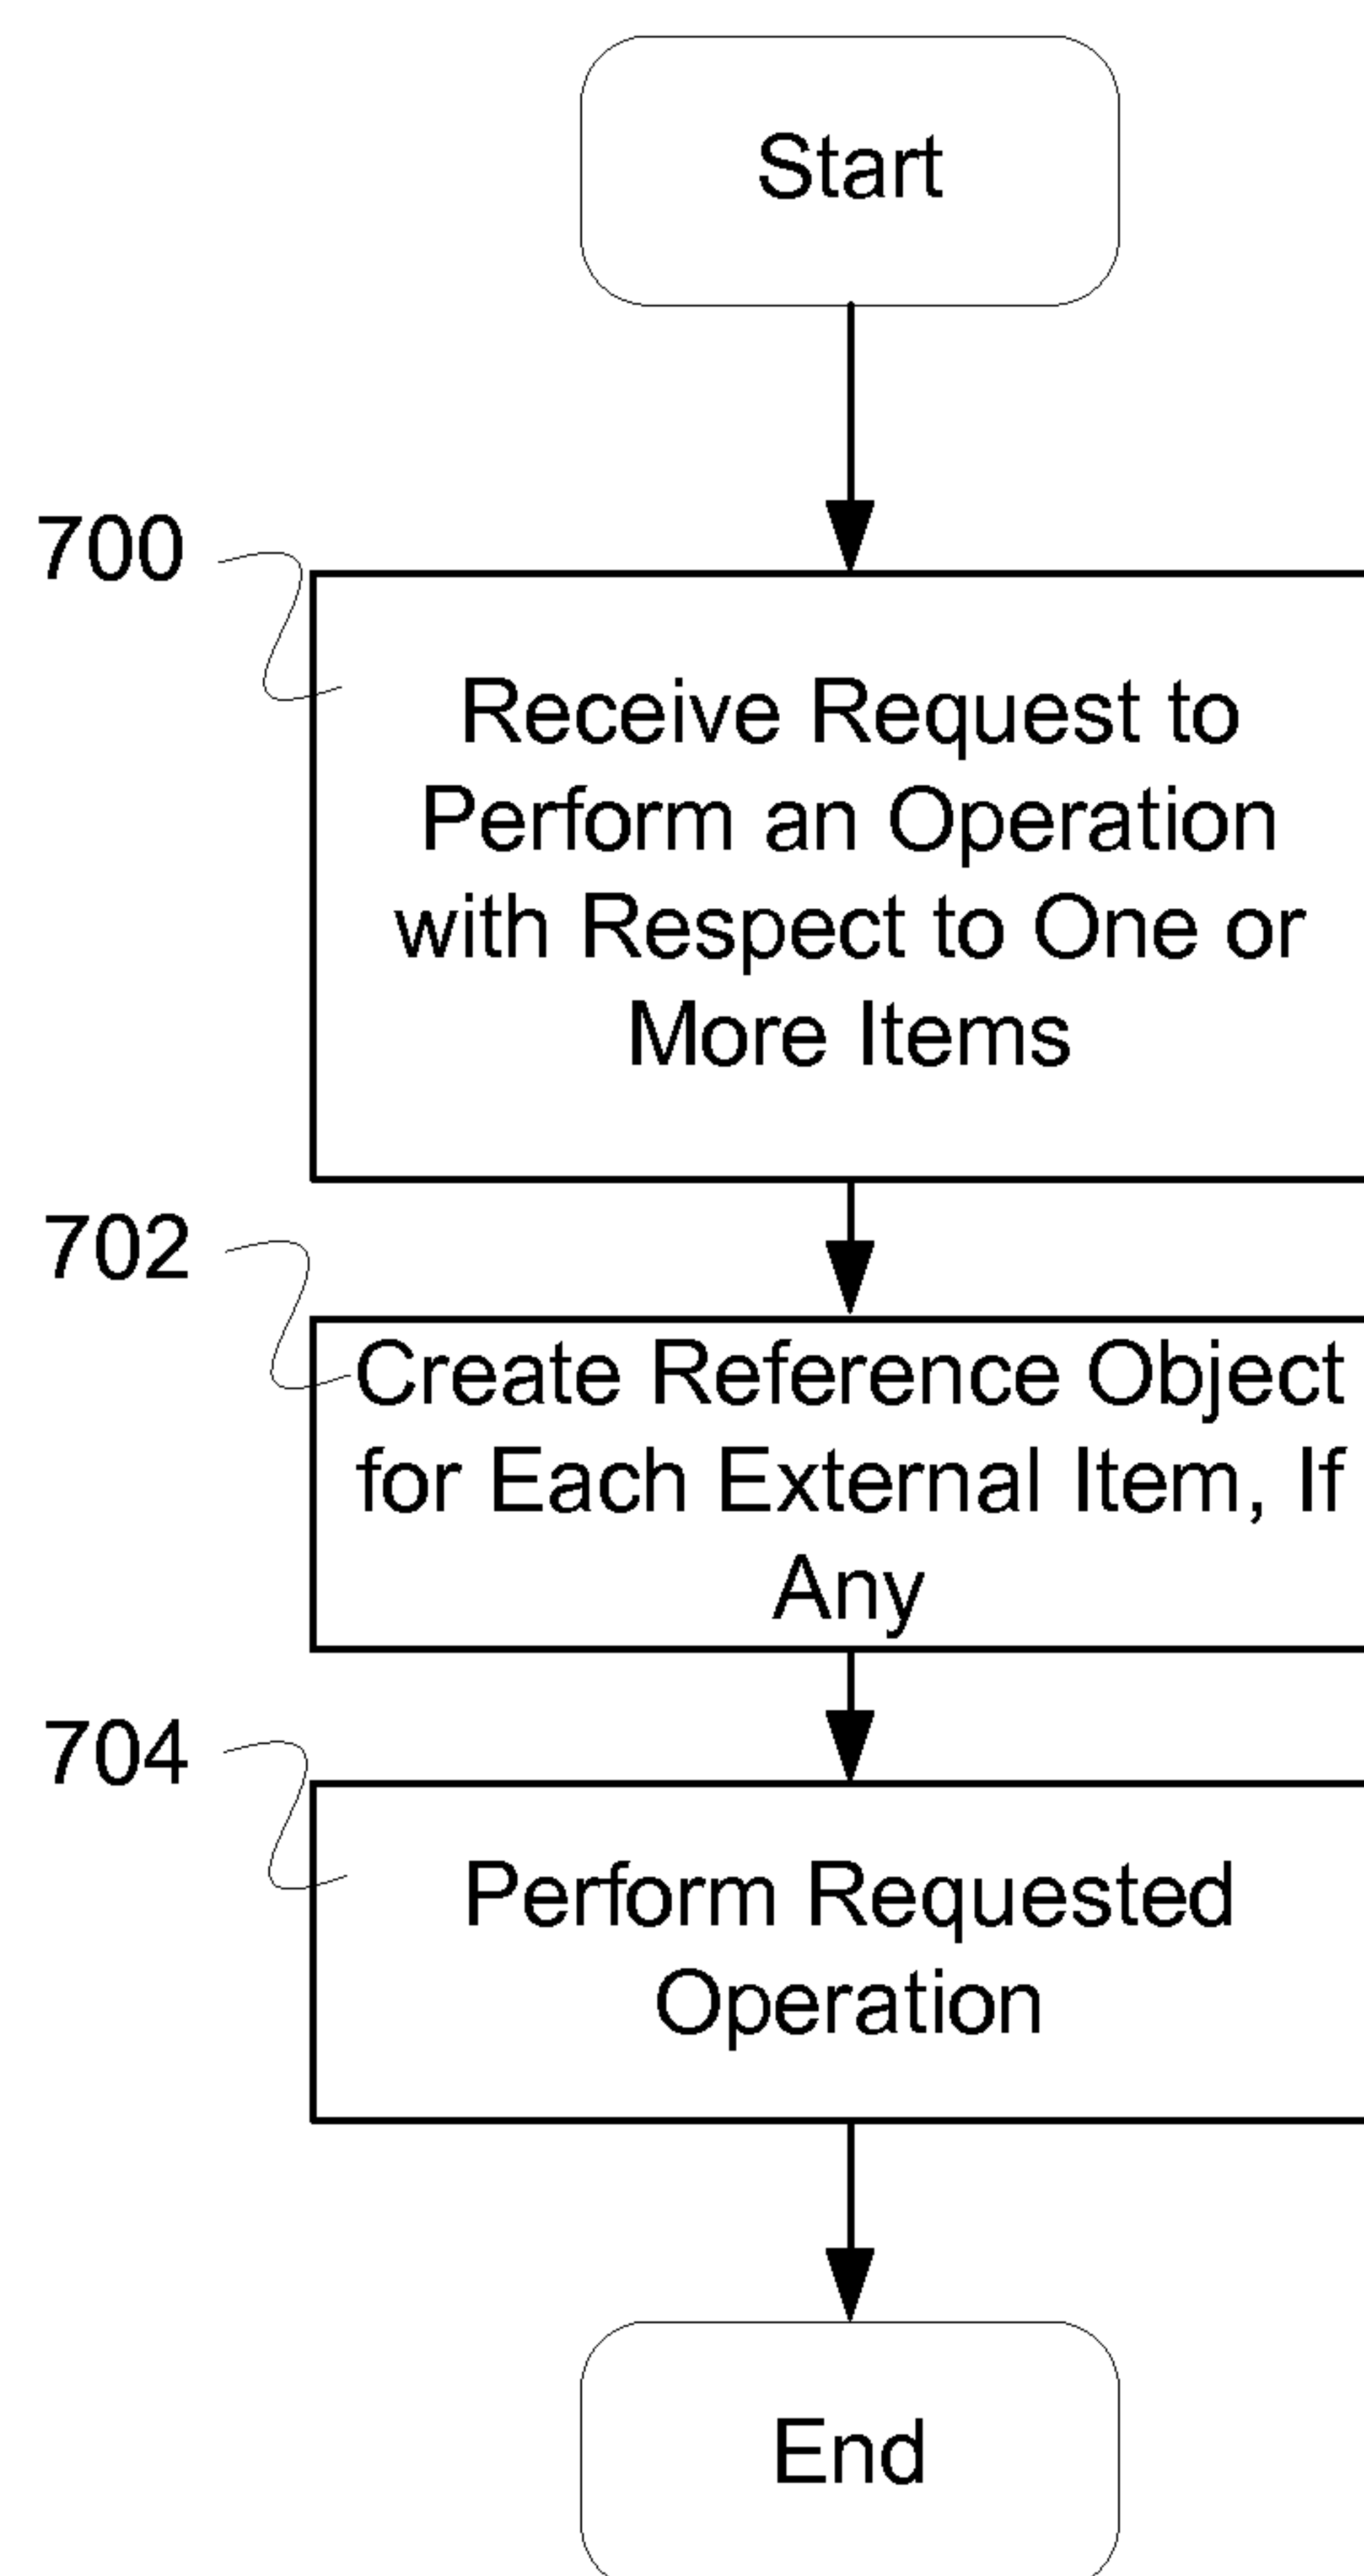 Start
700
Receive Request to
Perform an Operation
with Respect to One or
More Items
702
Create Reference Object
for Each External Item, If
Any
704
Perform Requested
Operation
End